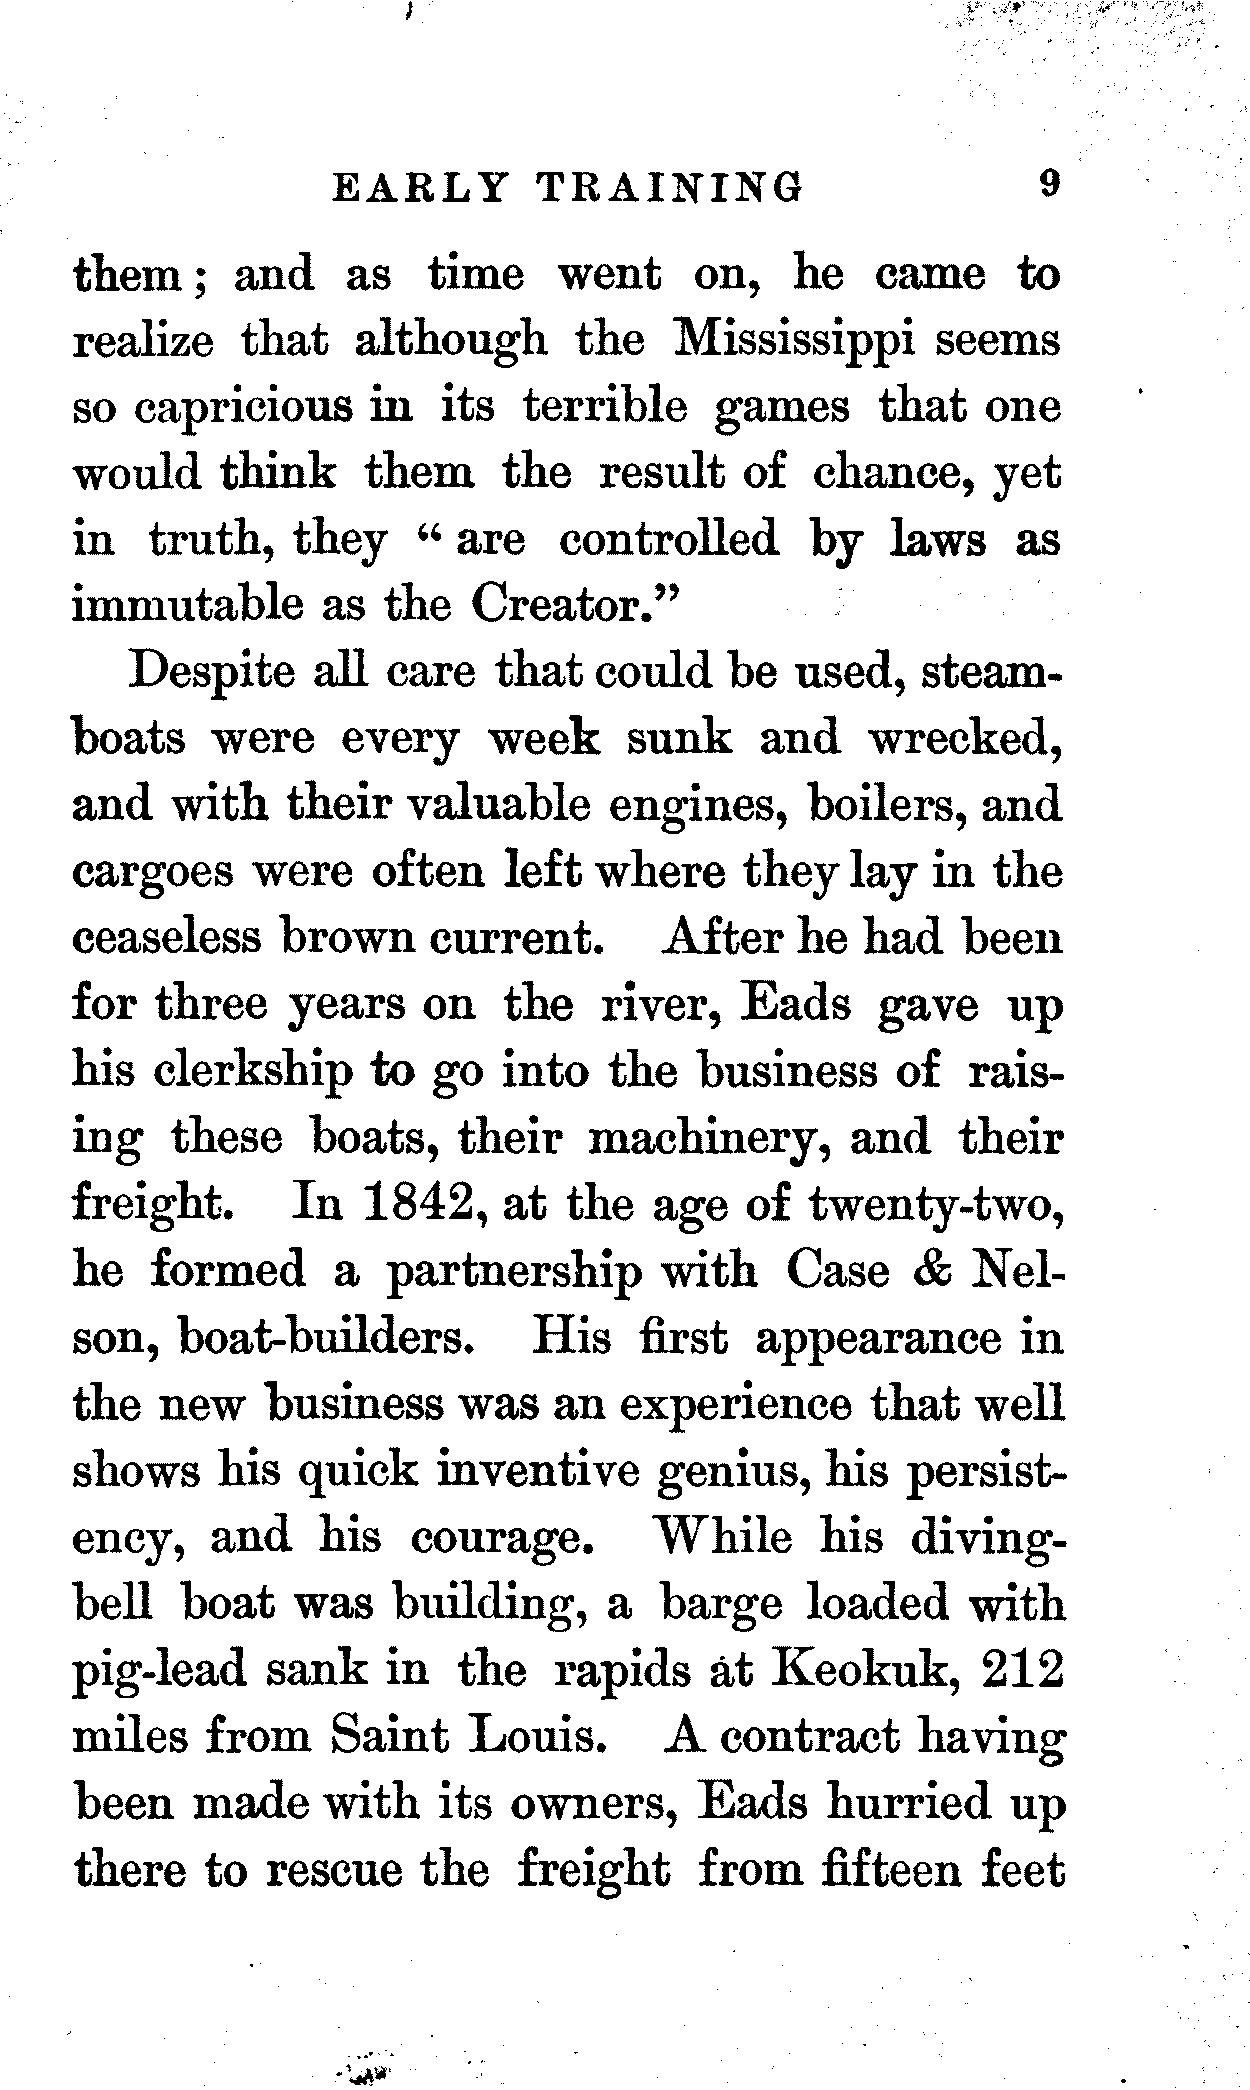 EARLY TRAINING 9
them; and as time went on, he came to
realize that although the Mississippi seems
so capricious in its terrible games that one
would think them the result of chance, yet
in truth, they “ are controlled by laws as
immutable as the Creator.”
Despite all care that could be used, steam-
boats were every week sunk and wrecked,
and with their valuable engines, boilers, and
cargoes were often left where they lay in the
ceaseless brown current. After he had been
for three years on the river, Eads gave up
his clerkship to go into the business of rais-
ing these boats, their machinery, and their
freight. In 1842, at the age of twenty-two,
he formed a partnership with Case & Nel-
son, boat-builders. His first appearance in
the new business was an experience that well
shows his quick inventive genius, his persist-
ency, and his courage. While his diving-
bell boat was building, a barge loaded with
pig-lead sank in the rapids at Keokuk, 212
miles from Saint Louis. A contract having
been made with its owners, Eads hurried up
there to rescue the freight from fifteen feet